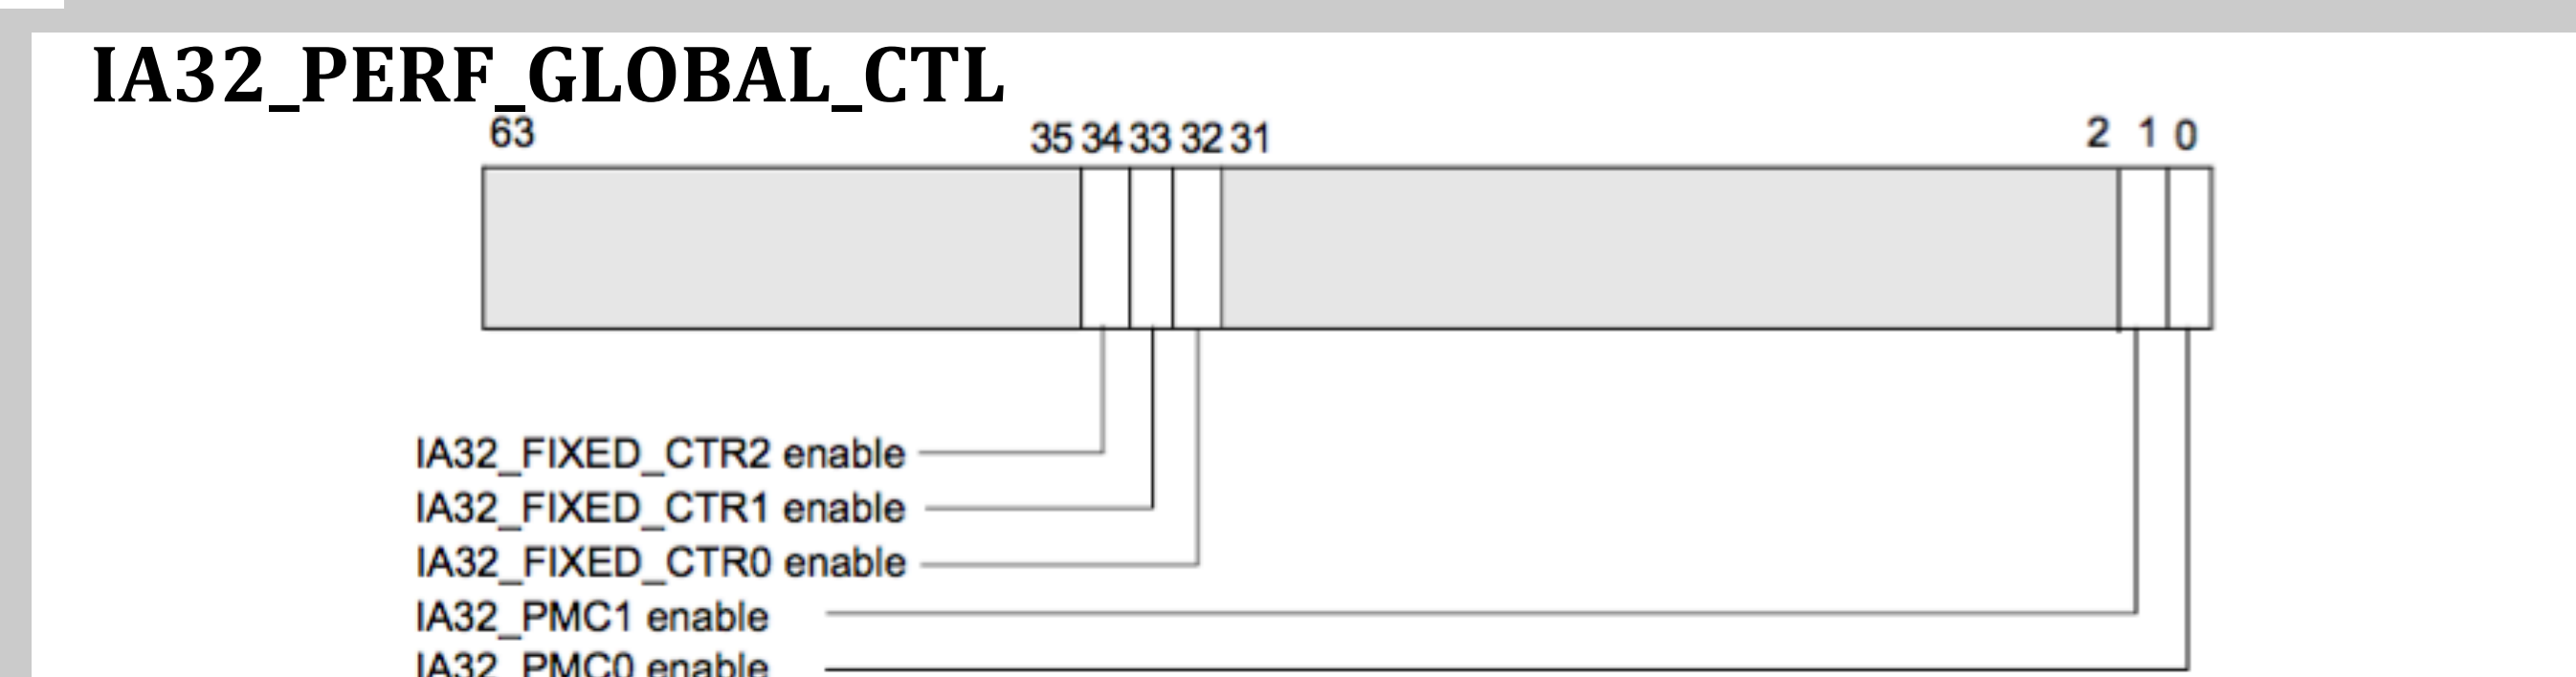 IA32_PERF_GLOBAL_CTL
63 35 34 33 32 31 2 1 0
IA32_FIXED_CTR2 enable
IA32_FIXED_CTR1 enable
IA32_FIXED_CTR0 enable
IA32_PMC1 enable
IA32_PMC0 enable